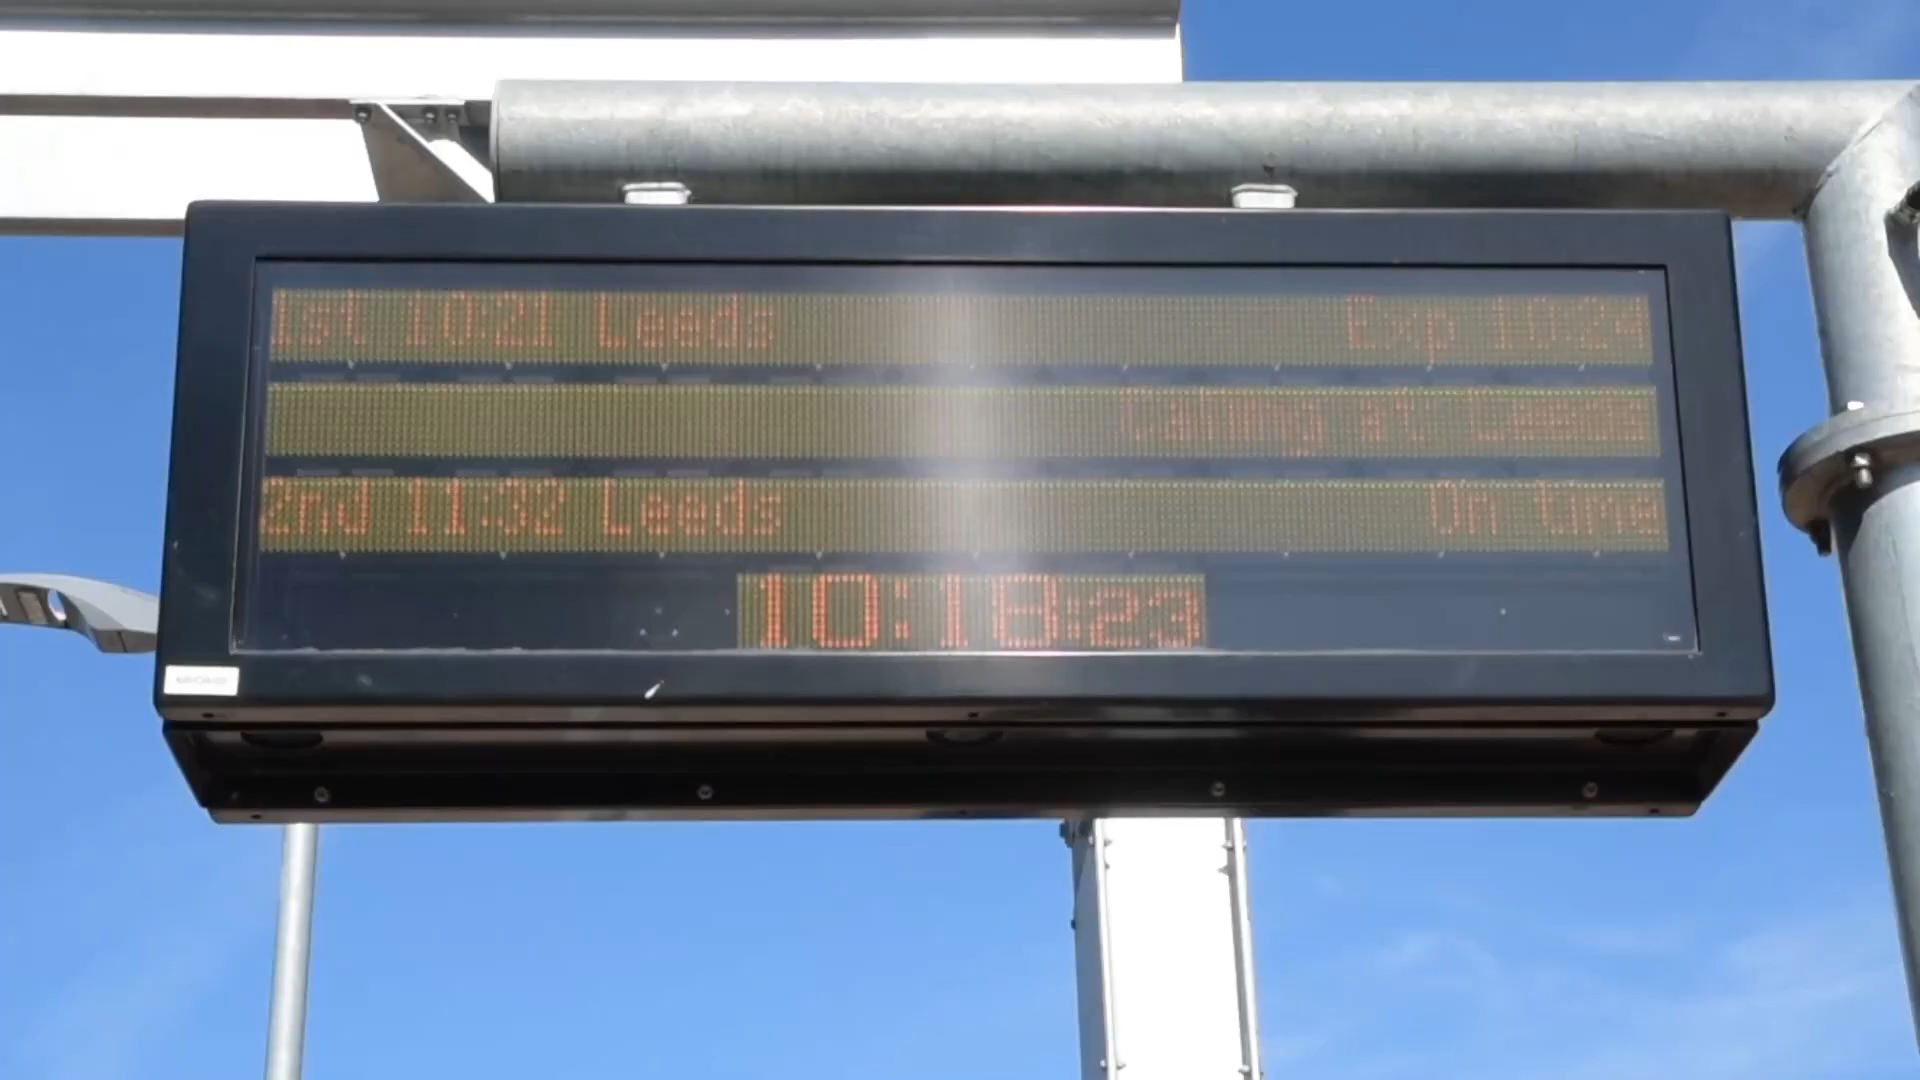 1st 10:21 Leeds Exp 10:24
Calling at Leeds
2nd 11:32 Leeds On time
10:18:23